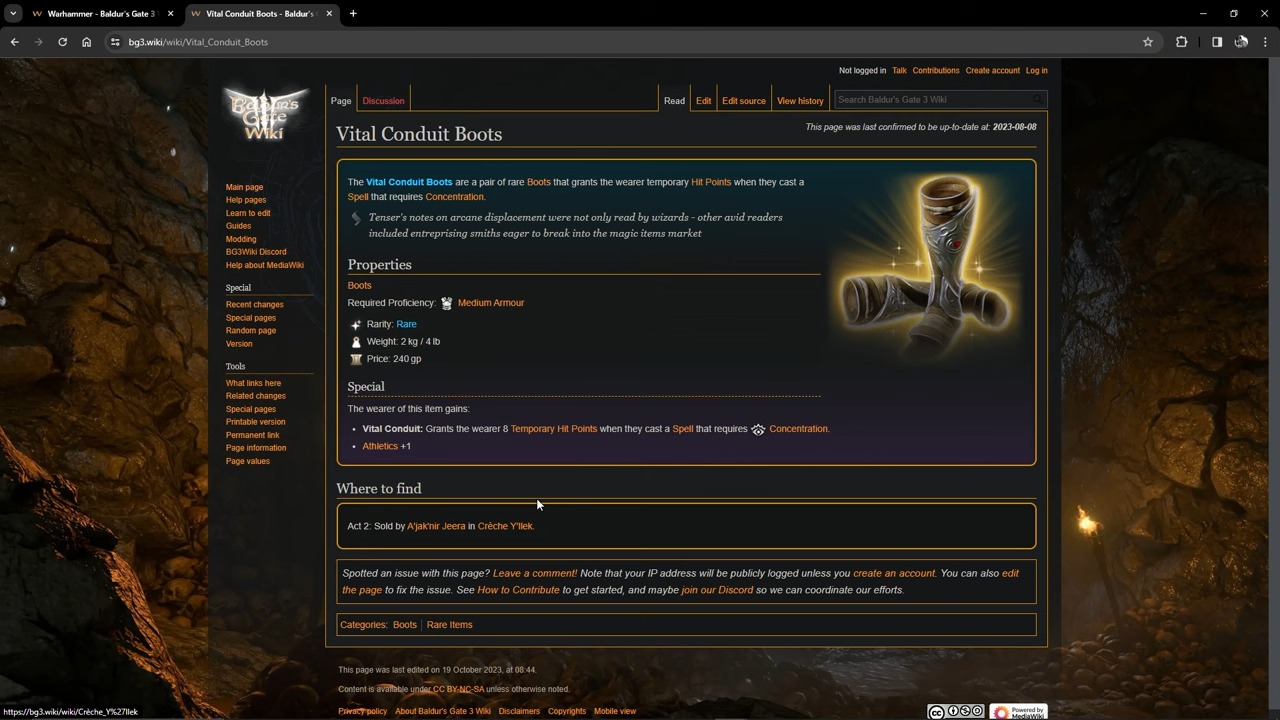 Warhammer - Baldur's Gate 3
Vital Conduit Boots - Baldur's
bg3.wiki/wiki/Vital_Conduit_Boots
Not logged in Talk Contributions Create account Log in
Baldur's Gate Wiki
Page Discussion Read Edit Edit source View history Search Baldur's Gate 3 Wiki
Vital Conduit Boots
This page was last confirmed to be up-to-date at: 2023-08-08
Main page
Help pages
Learn to edit
Guides
Modding
BG3Wiki Discord
Help about MediaWiki
Special
Recent changes
Special pages
Random page
Version
Tools
What links here
Related changes
Special pages
Printable version
Permanent link
Page information
Page values
The Vital Conduit Boots are a pair of rare Boots that grants the wearer temporary Hit Points when they cast a
Spell that requires Concentration.
Tenser's notes on arcane displacement were not only read by wizards - other avid readers
included entreprising smiths eager to break into the magic items market
Properties
Boots
Required Proficiency: Medium Armour
Rarity: Rare
Weight: 2 kg / 4 lb
Price: 240 gp
Special
The wearer of this item gains:
• Vital Conduit: Grants the wearer 8 Temporary Hit Points when they cast a Spell that requires Concentration.
• Athletics +1
Where to find
Act 2: Sold by A'jak'nir Jeera in Crèche Y'llek.
Spotted an issue with this page? Leave a comment! Note that your IP address will be publicly logged unless you create an account. You can also edit
the page to fix the issue. See How to Contribute to get started, and maybe join our Discord so we can coordinate our efforts.
Categories: Boots | Rare Items
This page was last edited on 19 October 2023, at 08:44.
Content is available under CC BY-NC-SA unless otherwise noted.
Privacy policy About Baldur's Gate 3 Wiki Disclaimers Copyrights Mobile view
Powered by
MediaWiki
https://bg3.wiki/wiki/Crèche_Y%27llek